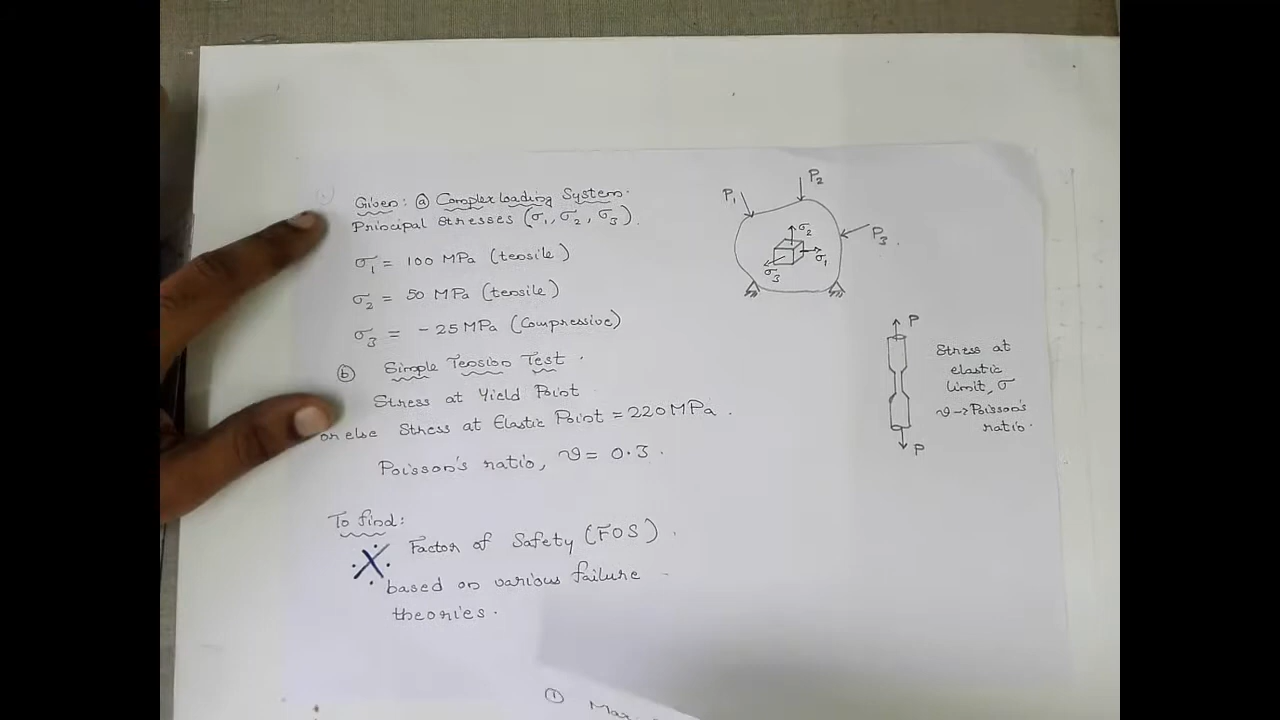 Given: ⓐ Complex loading System.
Principal Stresses (σ₁, σ₂, σ₃).
σ₁ = 100 MPa (tensile)
σ₂ = 50 MPa (tensile)
σ₃ = - 25 MPa (Compressive)
ⓑ Simple Tension Test.
Stress at Yield Point
or else Stress at Elastic Point = 220 MPa.
Poisson's ratio, ν = 0.3.
To find:
Factor of Safety (FOS).
based on various failure
theories.
P₁
P₂
P₃.
σ₂
σ₁
σ₃
P
Stress at
elastic
limit, σ
ν → Poisson's
ratio.
P
①